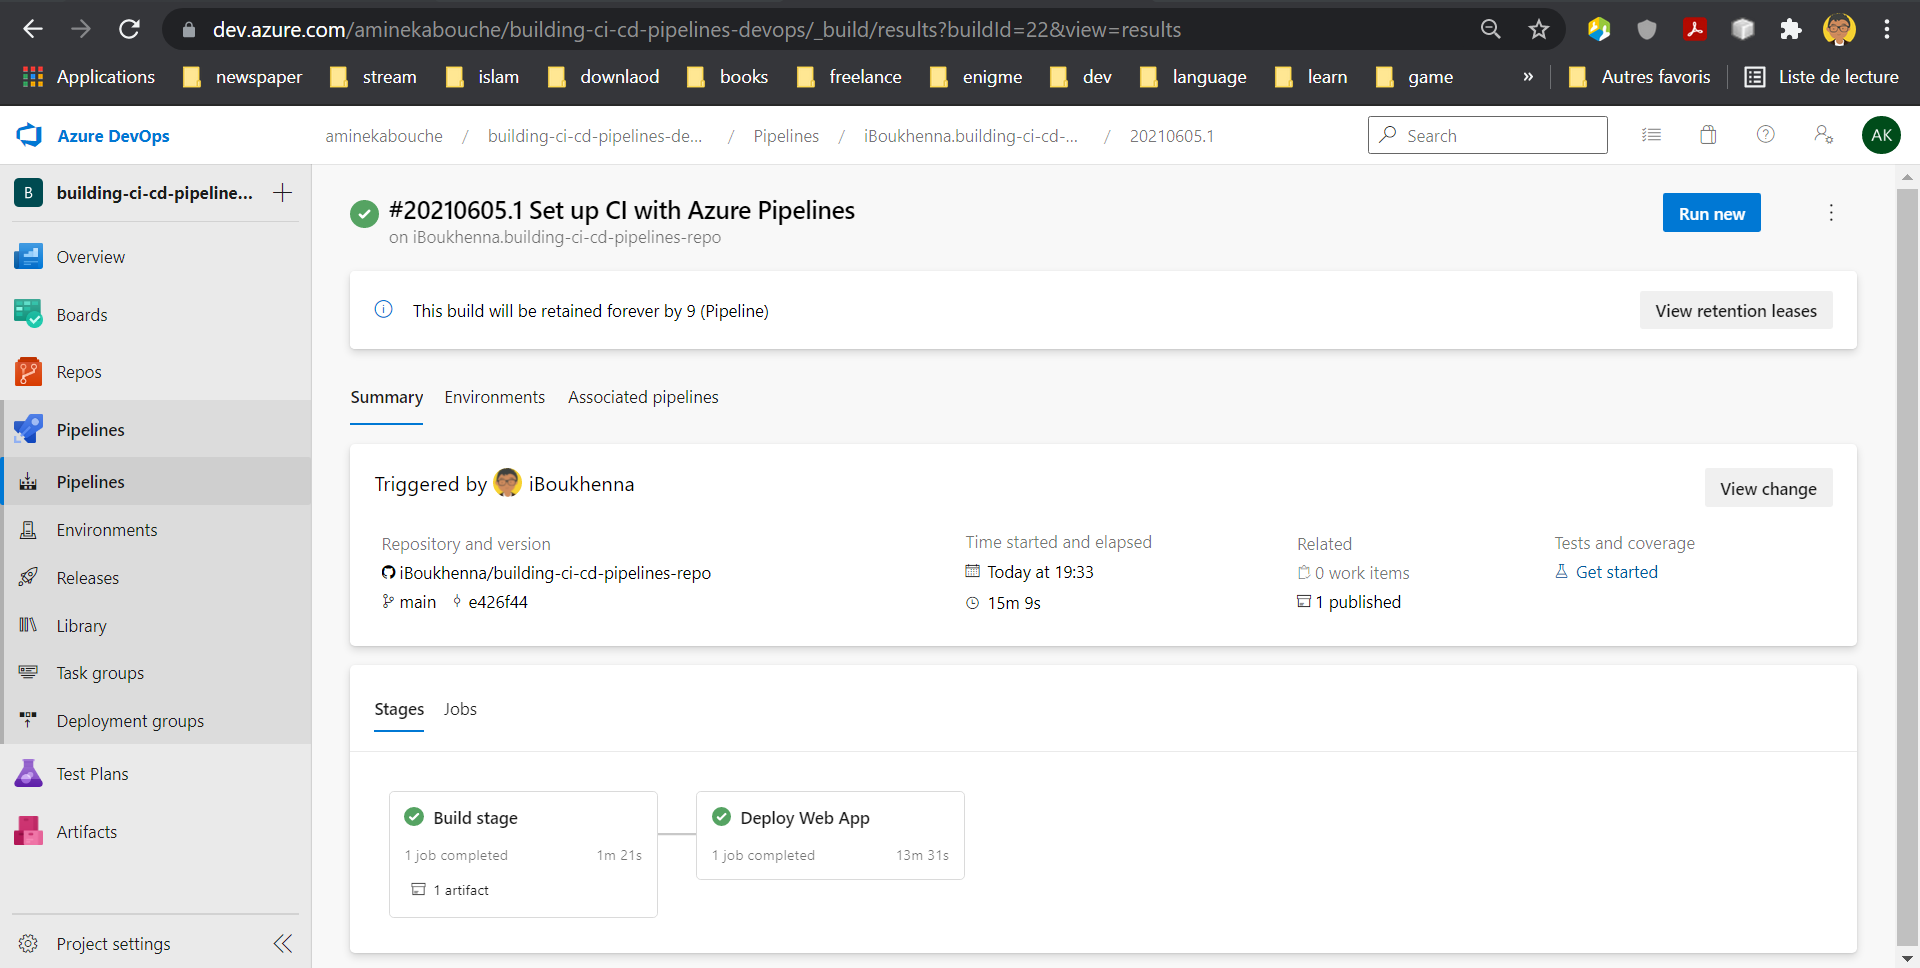 dev.azure.com/aminekabouche/building-ci-cd-pipelines-devops/_build/results?buildId=22&view=results
Applications newspaper stream islam downlaod books freelance enigme dev language learn game » Autres favoris Liste de lecture
Azure DevOps
aminekabouche / building-ci-cd-pipelines-de... / Pipelines / iBoukhenna.building-ci-cd-... / 20210605.1
Search
AK
B building-ci-cd-pipeline...
Overview
Boards
Repos
Pipelines
Pipelines
Environments
Releases
Library
Task groups
Deployment groups
Test Plans
Artifacts
Project settings
#20210605.1 Set up CI with Azure Pipelines
on iBoukhenna.building-ci-cd-pipelines-repo
Run new
This build will be retained forever by 9 (Pipeline)
View retention leases
Summary Environments Associated pipelines
Triggered by iBoukhenna
View change
Repository and version
iBoukhenna/building-ci-cd-pipelines-repo
main e426f44
Time started and elapsed
Today at 19:33
15m 9s
Related
0 work items
1 published
Tests and coverage
Get started
Stages Jobs
Build stage
1 job completed 1m 21s
1 artifact
Deploy Web App
1 job completed 13m 31s